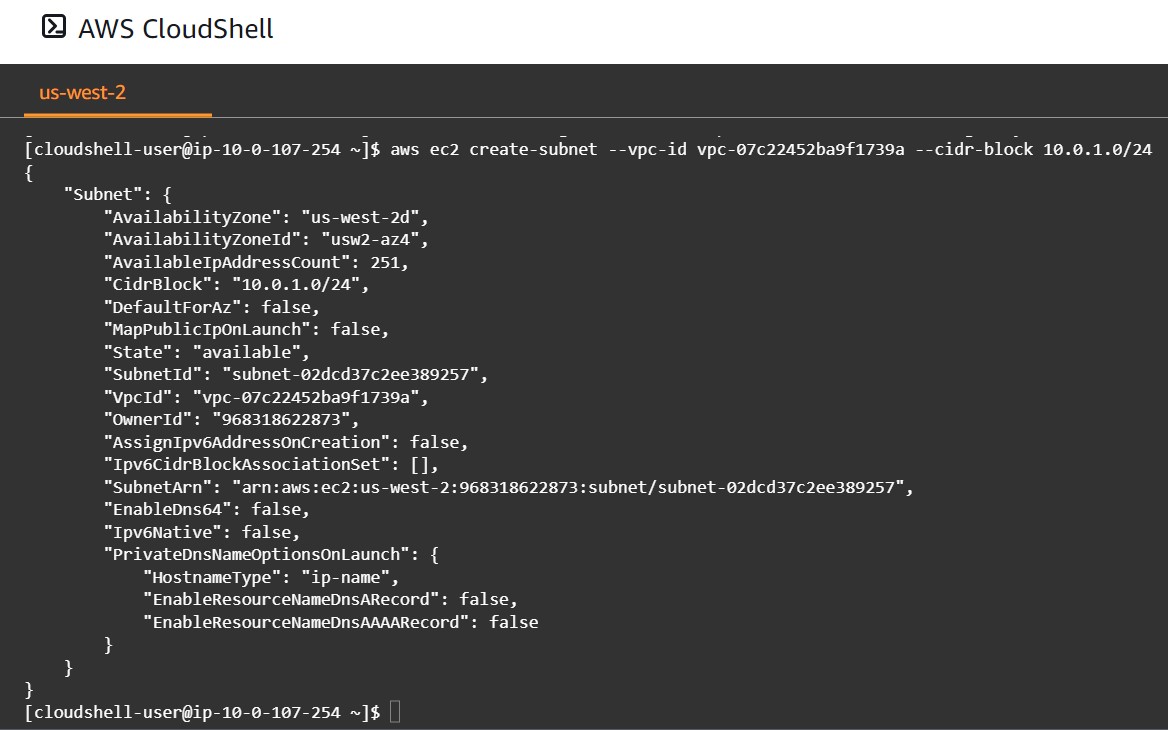 AWS CloudShell
us-west-2
[cloudshell-user@ip-10-0-107-254 ~]$ aws ec2 create-subnet --vpc-id vpc-07c22452ba9f1739a --cidr-block 10.0.1.0/24
{
    "Subnet": {
        "AvailabilityZone": "us-west-2d",
        "AvailabilityZoneId": "usw2-az4",
        "AvailableIpAddressCount": 251,
        "CidrBlock": "10.0.1.0/24",
        "DefaultForAz": false,
        "MapPublicIpOnLaunch": false,
        "State": "available",
        "SubnetId": "subnet-02dcd37c2ee389257",
        "VpcId": "vpc-07c22452ba9f1739a",
        "OwnerId": "968318622873",
        "AssignIpv6AddressOnCreation": false,
        "Ipv6CidrBlockAssociationSet": [],
        "SubnetArn": "arn:aws:ec2:us-west-2:968318622873:subnet/subnet-02dcd37c2ee389257",
        "EnableDns64": false,
        "Ipv6Native": false,
        "PrivateDnsNameOptionsOnLaunch": {
            "HostnameType": "ip-name",
            "EnableResourceNameDnsARecord": false,
            "EnableResourceNameDnsAAAARecord": false
        }
    }
}
[cloudshell-user@ip-10-0-107-254 ~]$